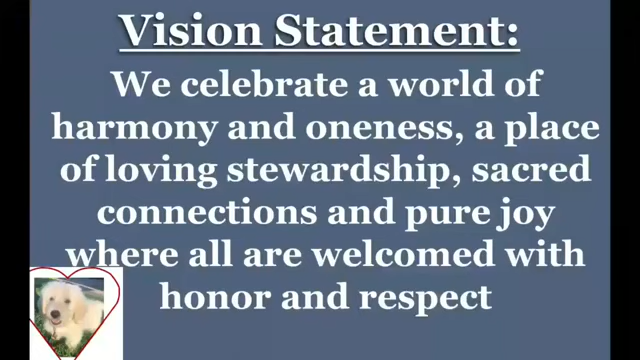 Vision Statement:
We celebrate a world of
harmony and oneness, a place
of loving stewardship, sacred
connections and pure joy
where all are welcomed with
honor and respect